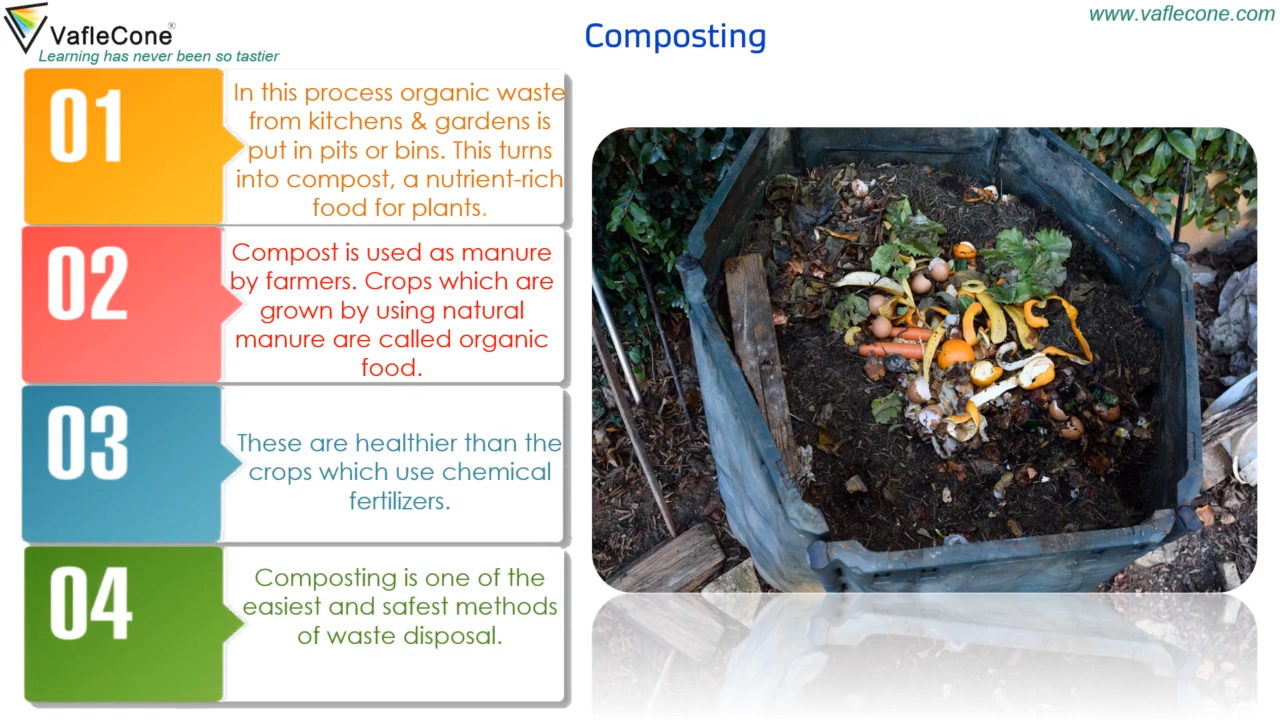 VafleCone®
Learning has never been so tastier
Composting
www.vaflecone.com
01
In this process organic waste
from kitchens & gardens is
put in pits or bins. This turns
into compost, a nutrient-rich
food for plants.
02
Compost is used as manure
by farmers. Crops which are
grown by using natural
manure are called organic
food.
03
These are healthier than the
crops which use chemical
fertilizers.
04
Composting is one of the
easiest and safest methods
of waste disposal.